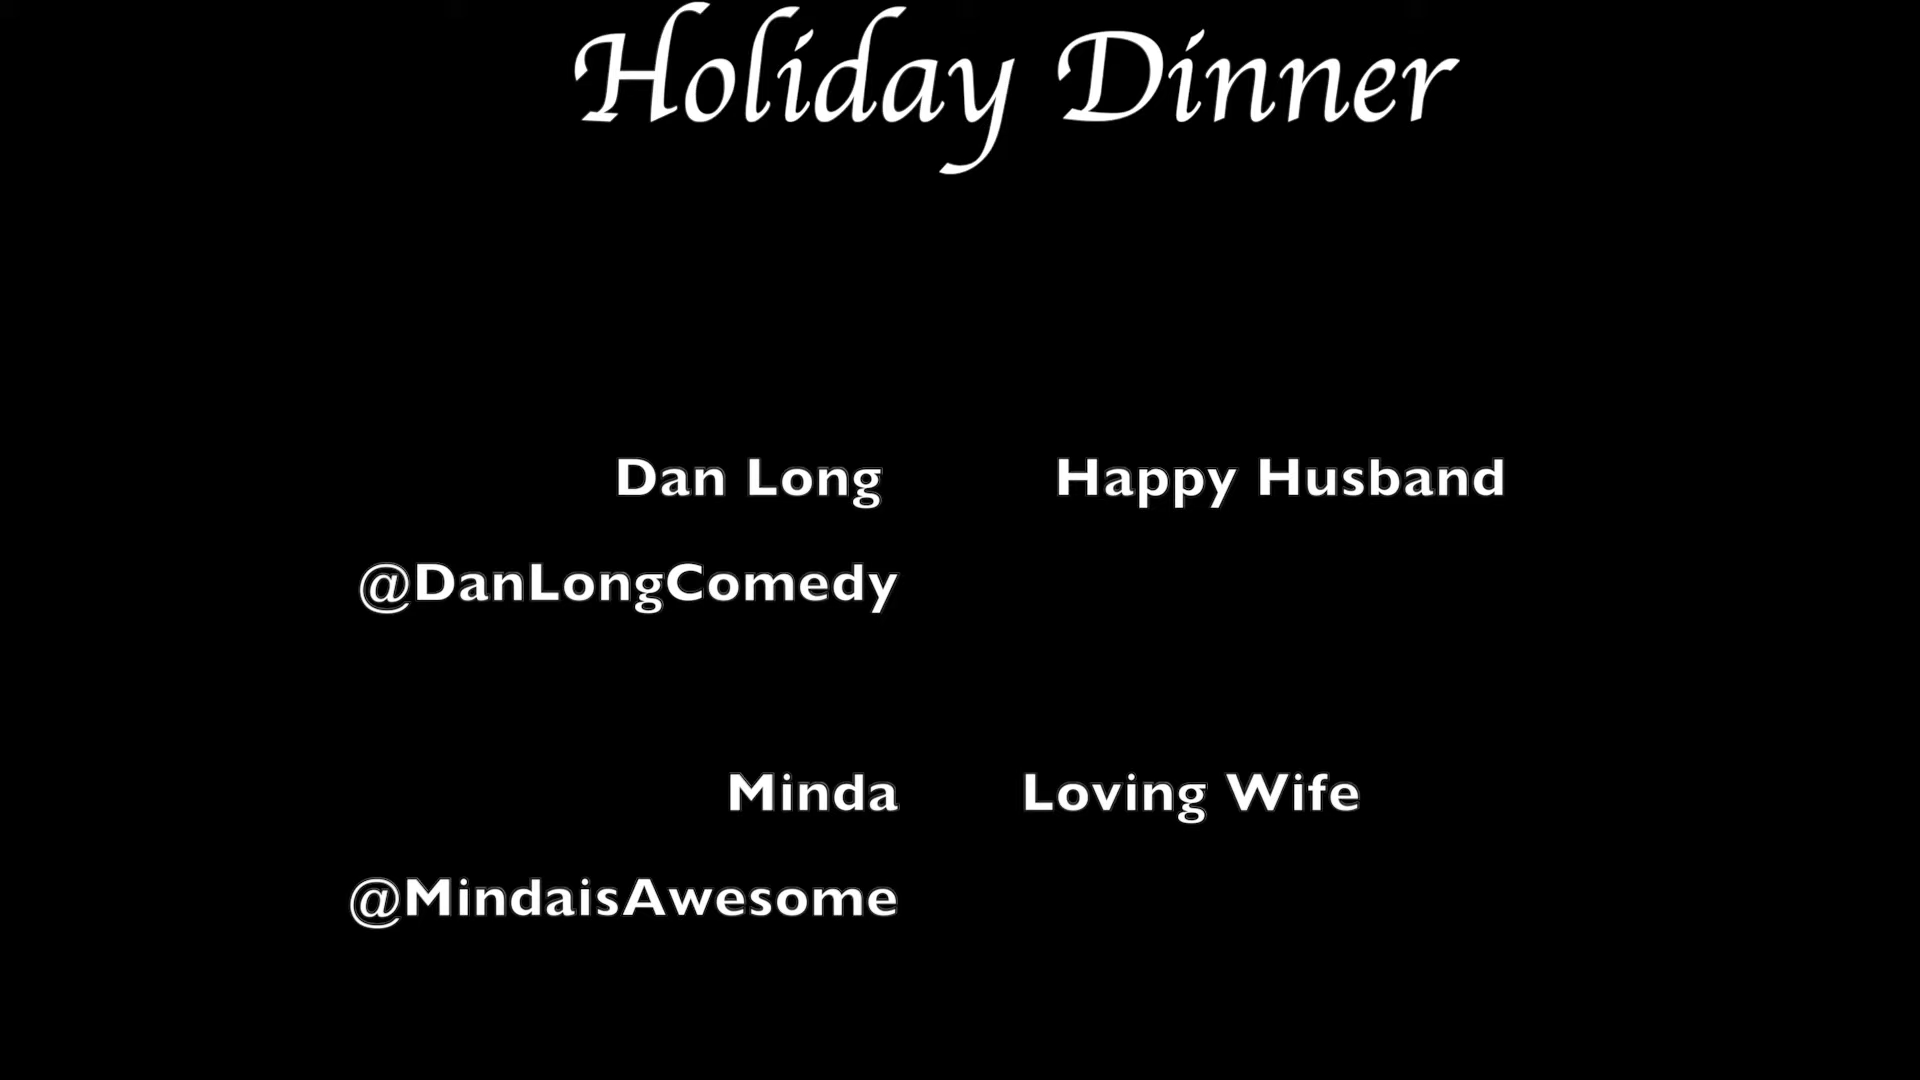 Holiday Dinner
Dan Long Happy Husband
@DanLongComedy
Minda Loving Wife
@MindaisAwesome